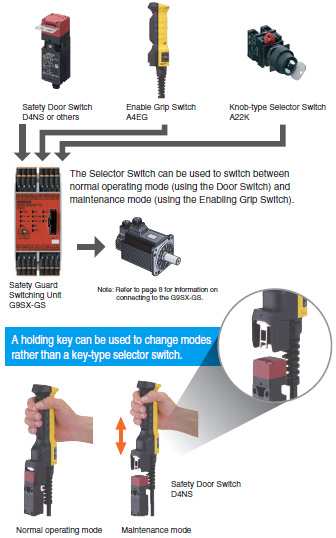 Safety Door Switch
D4NS or others
Enable Grip Switch
A4EG
Knob-type Selector Switch
A22K
The Selector Switch can be used to switch between
normal operating mode (using the Door Switch) and
maintenance mode (using the Enabling Grip Switch).
Safety Guard
Switching Unit
G9SX-GS
Note: Refer to page 8 for information on
connecting to the G9SX-GS.
A holding key can be used to change modes
rather than a key-type selector switch.
Safety Door Switch
D4NS
Normal operating mode
Maintenance mode